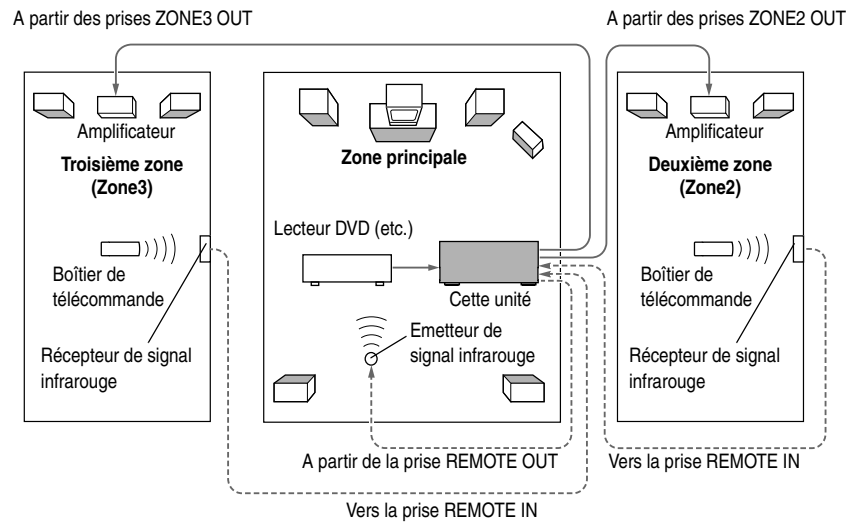 A partir des prises ZONE3 OUT
A partir des prises ZONE2 OUT
Amplificateur
Troisième zone
(Zone3)
Boîtier de
télécommande
Récepteur de signal
infrarouge
Zone principale
Lecteur DVD (etc.)
Cette unité
Emetteur de
signal infrarouge
Amplificateur
Deuxième zone
(Zone2)
Boîtier de
télécommande
Récepteur de signal
infrarouge
A partir de la prise REMOTE OUT
Vers la prise REMOTE IN
Vers la prise REMOTE IN